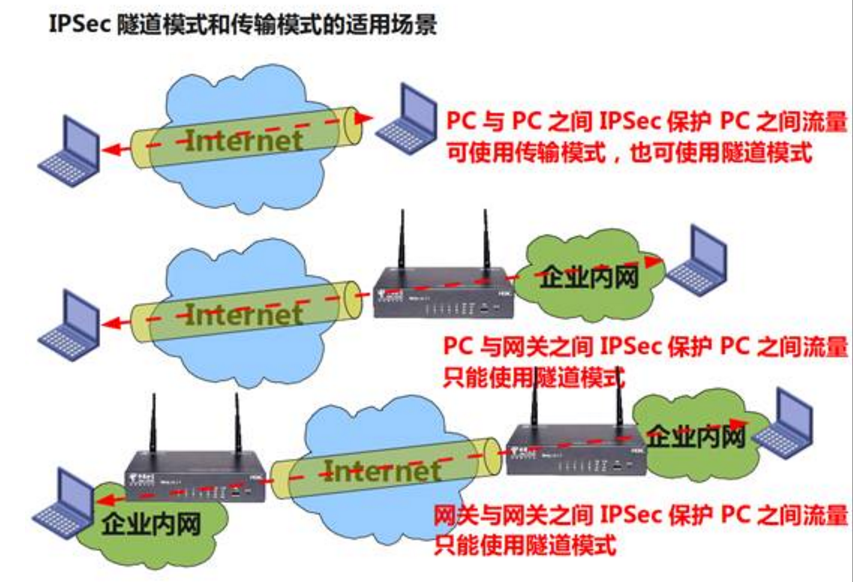 IPSec 隧道模式和传输模式的适用场景
Internet
PC 与 PC 之间 IPSec 保护 PC 之间流量
可使用传输模式，也可使用隧道模式
Internet
企业内网
PC 与网关之间 IPSec 保护 PC 之间流量
只能使用隧道模式
企业内网
Internet
企业内网
网关与网关之间 IPSec 保护 PC 之间流量
只能使用隧道模式